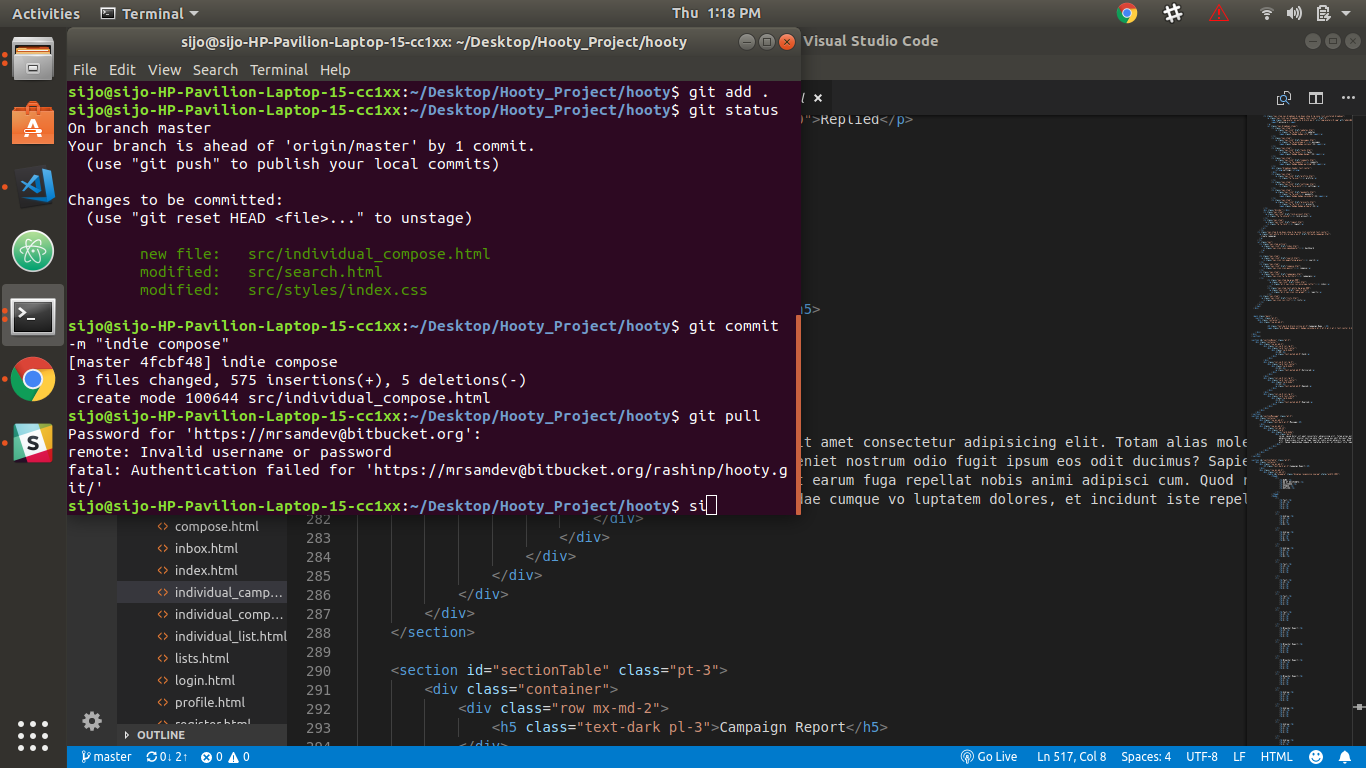 Activities
Terminal
Thu 1:18 PM
sijo@sijo-HP-Pavilion-Laptop-15-cc1xx: ~/Desktop/Hooty_Project/hooty
Visual Studio Code
File Edit View Search Terminal Help
sijo@sijo-HP-Pavilion-Laptop-15-cc1xx:~/Desktop/Hooty_Project/hooty$ git add .
sijo@sijo-HP-Pavilion-Laptop-15-cc1xx:~/Desktop/Hooty_Project/hooty$ git status
On branch master
Your branch is ahead of 'origin/master' by 1 commit.
(use "git push" to publish your local commits)
Changes to be committed:
(use "git reset HEAD <file>..." to unstage)
new file: src/individual_compose.html
modified: src/search.html
modified: src/styles/index.css
sijo@sijo-HP-Pavilion-Laptop-15-cc1xx:~/Desktop/Hooty_Project/hooty$ git commit
-m "indie compose"
[master 4fcbf48] indie compose
3 files changed, 575 insertions(+), 5 deletions(-)
create mode 100644 src/individual_compose.html
sijo@sijo-HP-Pavilion-Laptop-15-cc1xx:~/Desktop/Hooty_Project/hooty$ git pull
Password for 'https://mrsamdev@bitbucket.org':
remote: Invalid username or password
fatal: Authentication failed for 'https://mrsamdev@bitbucket.org/rashinp/hooty.g
it/'
sijo@sijo-HP-Pavilion-Laptop-15-cc1xx:~/Desktop/Hooty_Project/hooty$ si
">Replied</p>
h5>
it amet consectetur adipisicing elit. Totam alias mole
eniet nostrum odio fugit ipsum eos odit ducimus? Sapie
t earum fuga repellat nobis animi adipisci cum. Quod r
dae cumque vo luptatem dolores, et incidunt iste repel
compose.html
inbox.html
index.html
individual_camp...
individual_comp...
individual_list.html
lists.html
login.html
profile.html
register.html
OUTLINE
282 </div>
283 </div>
284 </div>
285 </div>
286 </div>
287 </div>
288 </section>
289
290 <section id="sectionTable" class="pt-3">
291 <div class="container">
292 <div class="row mx-md-2">
293 <h5 class="text-dark pl-3">Campaign Report</h5>
294 </div>
master 0↓ 2↑ 0 0
Go Live Ln 517, Col 8 Spaces: 4 UTF-8 LF HTML